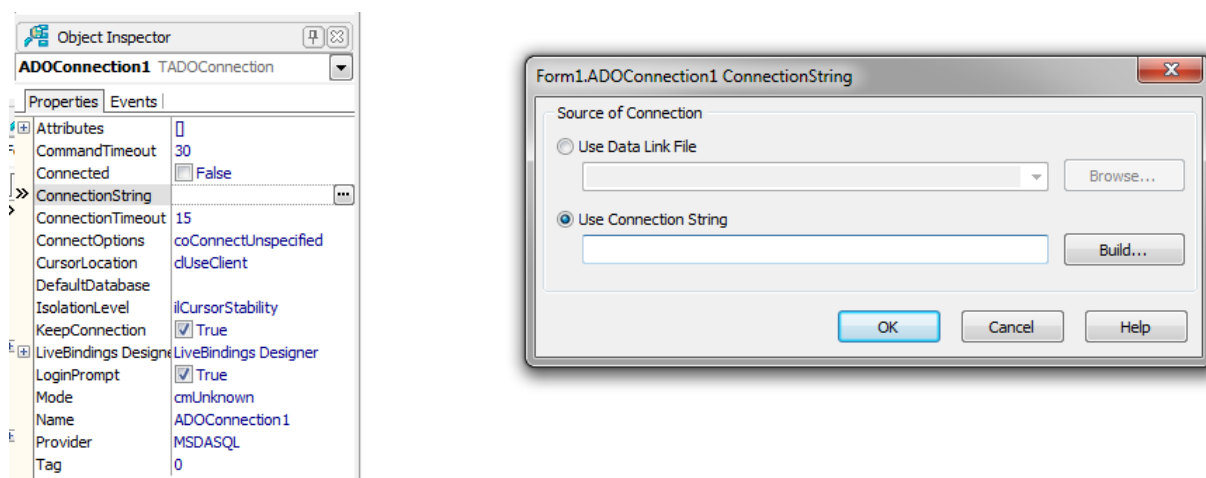 Object Inspector
ADOConnection1 TADOConnection
Properties Events
Attributes []
CommandTimeout 30
Connected False
ConnectionString
ConnectionTimeout 15
ConnectOptions coConnectUnspecified
CursorLocation clUseClient
DefaultDatabase
IsolationLevel ilCursorStability
KeepConnection True
LiveBindings Designe LiveBindings Designer
LoginPrompt True
Mode cmUnknown
Name ADOConnection1
Provider MSDASQL
Tag 0
Form1.ADOConnection1 ConnectionString
Source of Connection
Use Data Link File
Browse...
Use Connection String
Build...
OK Cancel Help